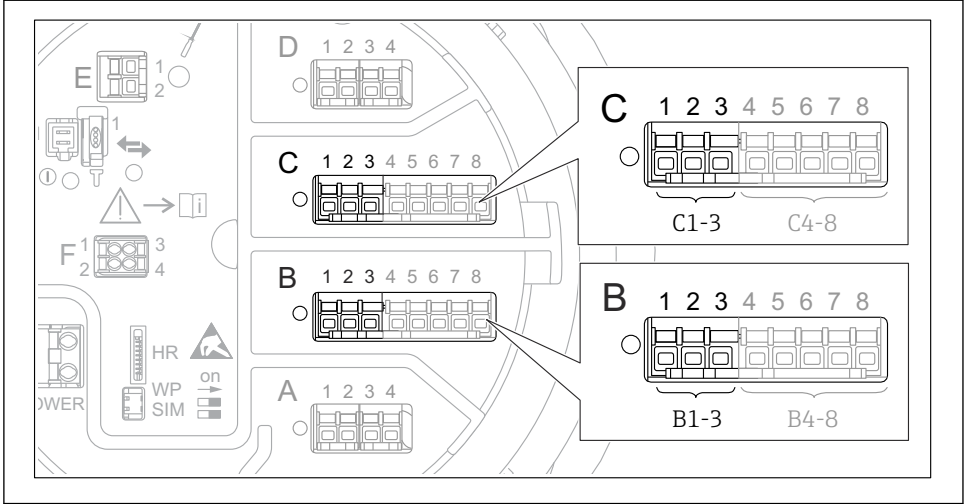 D 1 2 3 4
E 1
2
1
C 1 2 3 4 5 6 7 8
i
F 1 3
2 4
B 1 2 3 4 5 6 7 8
HR
WP on
SIM
OWER
A 1 2 3 4
C 1 2 3 4 5 6 7 8
C1-3 C4-8
B 1 2 3 4 5 6 7 8
B1-3 B4-8